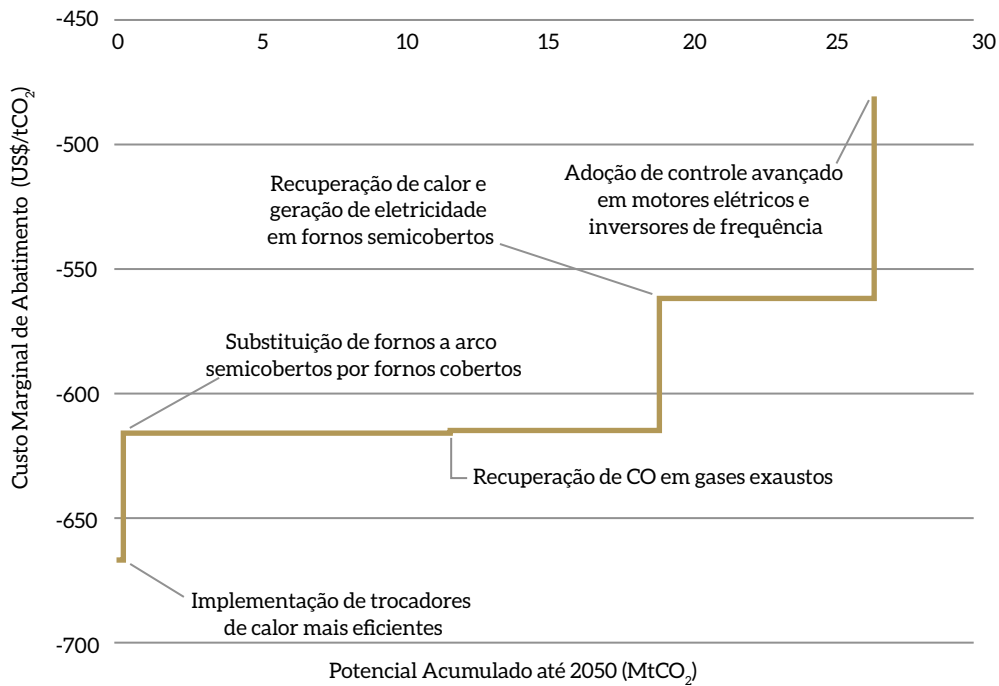 -450
0 5 10 15 20 25 30
Custo Marginal de Abatimento (US$/tCO₂)
-500
-550
-600
-650
-700
Recuperação de calor e
geração de eletricidade
em fornos semicobertos
Adoção de controle avançado
em motores elétricos e
inversores de frequência
Substituição de fornos a arco
semicobertos por fornos cobertos
Recuperação de CO em gases exaustos
Implementação de trocadores
de calor mais eficientes
Potencial Acumulado até 2050 (MtCO₂)